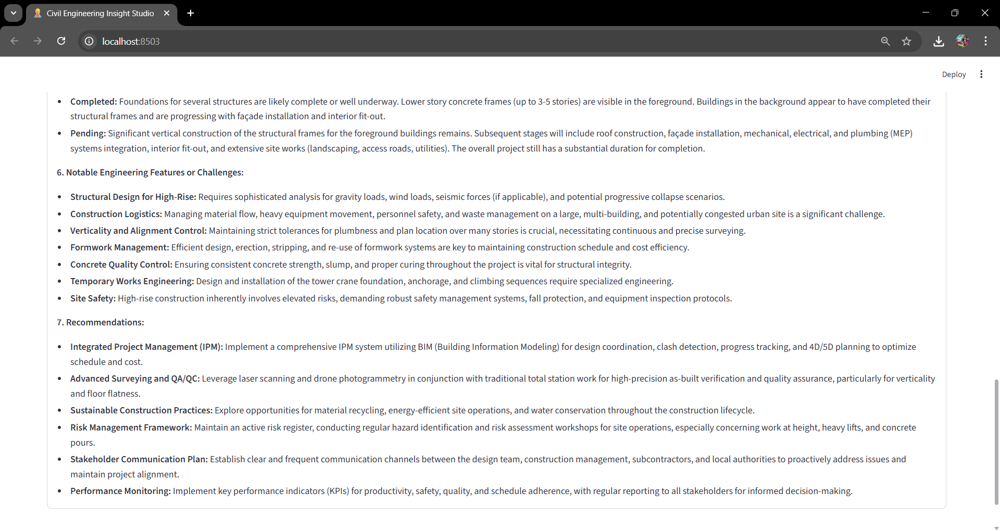 Civil Engineering Insight Studio
localhost:8503
Deploy
Completed: Foundations for several structures are likely complete or well underway. Lower story concrete frames (up to 3-5 stories) are visible in the foreground. Buildings in the background appear to have completed their
structural frames and are progressing with façade installation and interior fit-out.
Pending: Significant vertical construction of the structural frames for the foreground buildings remains. Subsequent stages will include roof construction, façade installation, mechanical, electrical, and plumbing (MEP)
systems integration, interior fit-out, and extensive site works (landscaping, access roads, utilities). The overall project still has a substantial duration for completion.
6. Notable Engineering Features or Challenges:
Structural Design for High-Rise: Requires sophisticated analysis for gravity loads, wind loads, seismic forces (if applicable), and potential progressive collapse scenarios.
Construction Logistics: Managing material flow, heavy equipment movement, personnel safety, and waste management on a large, multi-building, and potentially congested urban site is a significant challenge.
Verticality and Alignment Control: Maintaining strict tolerances for plumbness and plan location over many stories is crucial, necessitating continuous and precise surveying.
Formwork Management: Efficient design, erection, stripping, and re-use of formwork systems are key to maintaining construction schedule and cost efficiency.
Concrete Quality Control: Ensuring consistent concrete strength, slump, and proper curing throughout the project is vital for structural integrity.
Temporary Works Engineering: Design and installation of the tower crane foundation, anchorage, and climbing sequences require specialized engineering.
Site Safety: High-rise construction inherently involves elevated risks, demanding robust safety management systems, fall protection, and equipment inspection protocols.
7. Recommendations:
Integrated Project Management (IPM): Implement a comprehensive IPM system utilizing BIM (Building Information Modeling) for design coordination, clash detection, progress tracking, and 4D/5D planning to optimize
schedule and cost.
Advanced Surveying and QA/QC: Leverage laser scanning and drone photogrammetry in conjunction with traditional total station work for high-precision as-built verification and quality assurance, particularly for verticality
and floor flatness.
Sustainable Construction Practices: Explore opportunities for material recycling, energy-efficient site operations, and water conservation throughout the construction lifecycle.
Risk Management Framework: Maintain an active risk register, conducting regular hazard identification and risk assessment workshops for site operations, especially concerning work at height, heavy lifts, and concrete
pours.
Stakeholder Communication Plan: Establish clear and frequent communication channels between the design team, construction management, subcontractors, and local authorities to proactively address issues and
maintain project alignment.
Performance Monitoring: Implement key performance indicators (KPIs) for productivity, safety, quality, and schedule adherence, with regular reporting to all stakeholders for informed decision-making.